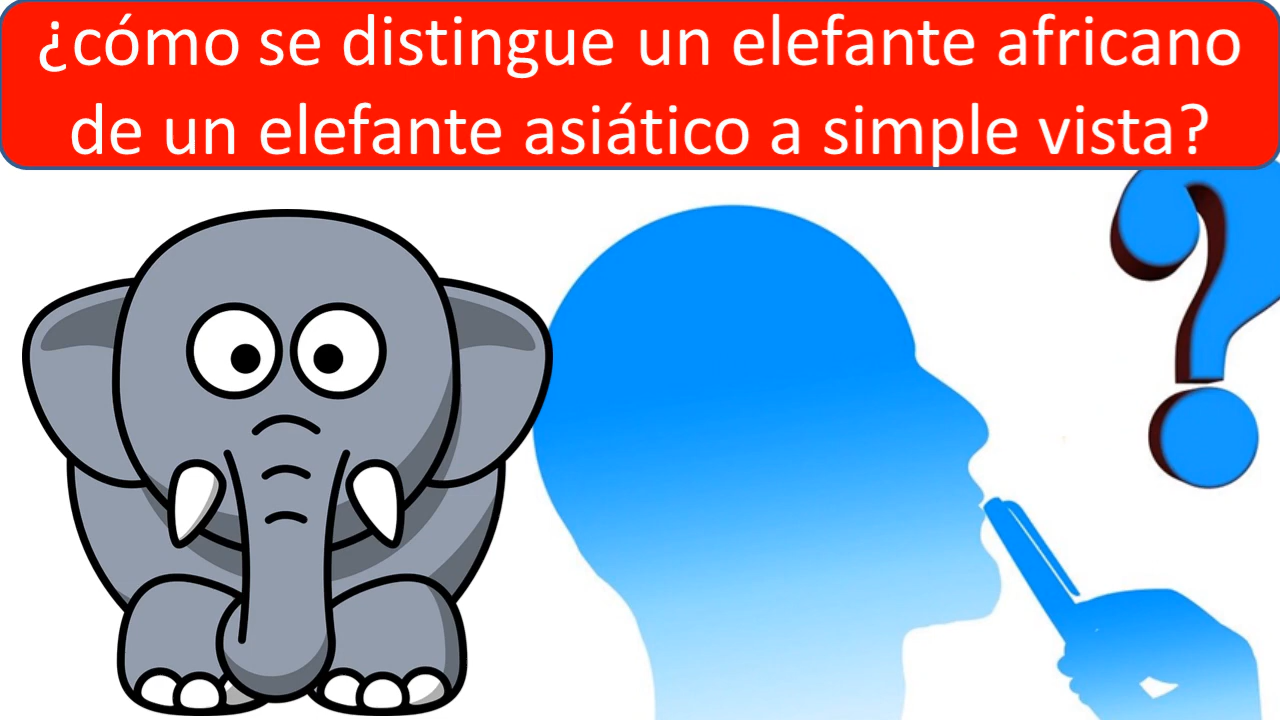 ¿cómo se distingue un elefante africano
de un elefante asiático a simple vista?